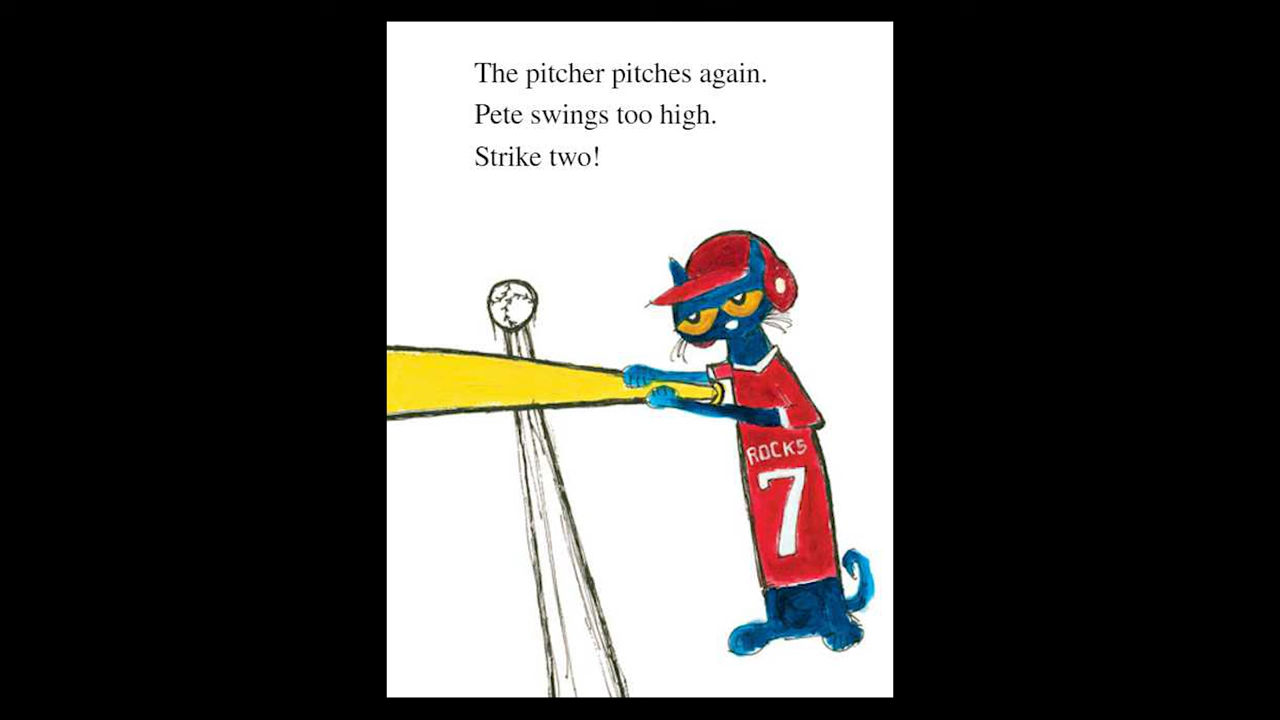 The pitcher pitches again.
Pete swings too high.
Strike two!
ROCKS
7